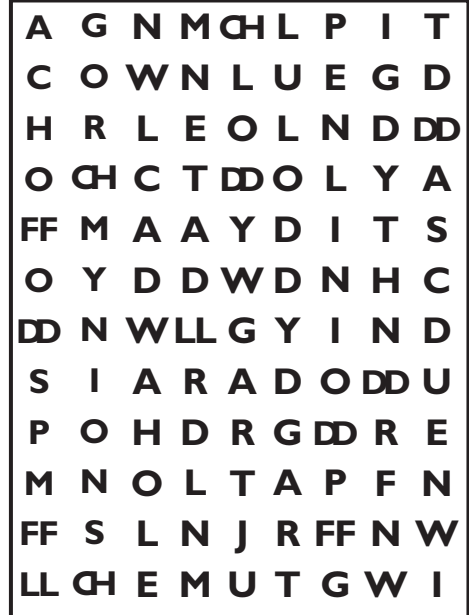 A G N M CH L P I T
C O W N L U E G D
H R L E O L N D DD
O CH C T DD O L Y A
FF M A A Y D I T S
O Y D D W D N H C
DD N W LL G Y I N D
S I A R A D O DD U
P O H D R G DD R E
M N O L T A P F N
FF S L N J R FF N W
LL CH E M U T G W I